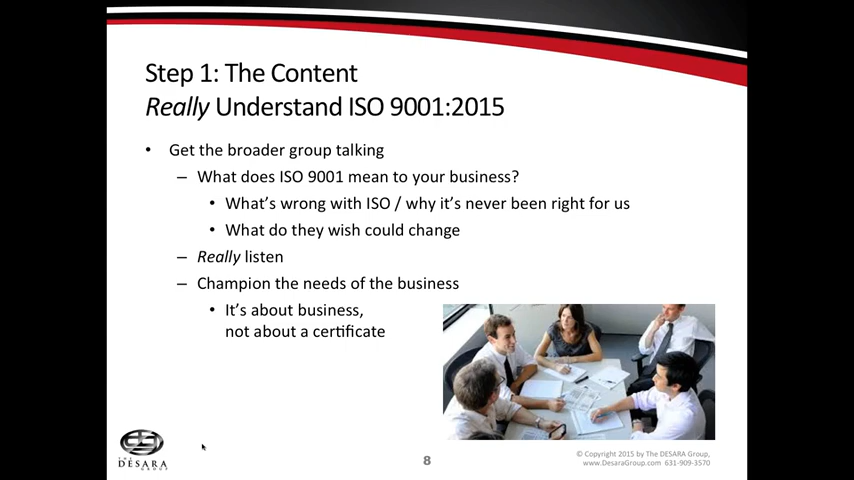 Step 1: The Content
Really Understand ISO 9001:2015
• Get the broader group talking
– What does ISO 9001 mean to your business?
• What's wrong with ISO / why it's never been right for us
• What do they wish could change
– Really listen
– Champion the needs of the business
• It's about business,
not about a certificate
THE
DESARA
GROUP
8
© Copyright 2015 by The DESARA Group,
www.DesaraGroup.com 631-909-3570